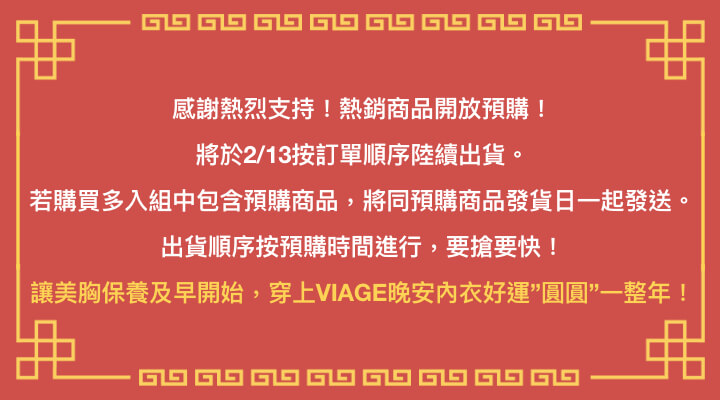 感謝熱烈支持！熱銷商品開放預購！
將於2/13按訂單順序陸續出貨。
若購買多入組中包含預購商品，將同預購商品發貨日一起發送。
出貨順序按預購時間進行，要搶要快！
讓美胸保養及早開始，穿上VIAGE晚安內衣好運”圓圓”一整年！